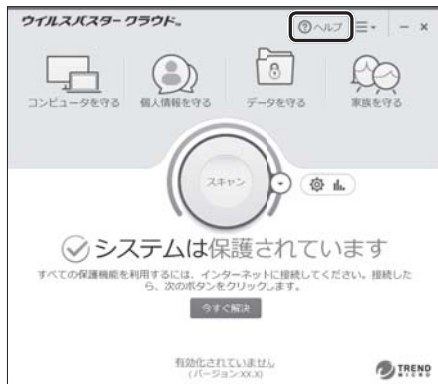 ウイルスバスター クラウド™
?ヘルプ
コンピュータを守る
個人情報を守る
データを守る
家族を守る
スキャン
システムは保護されています
すべての保護機能を利用するには、インターネットに接続してください。接続した
ら、次のボタンをクリックします。
今すぐ解決
有効化されていません
(バージョン:XX.X)
TREND
MICRO